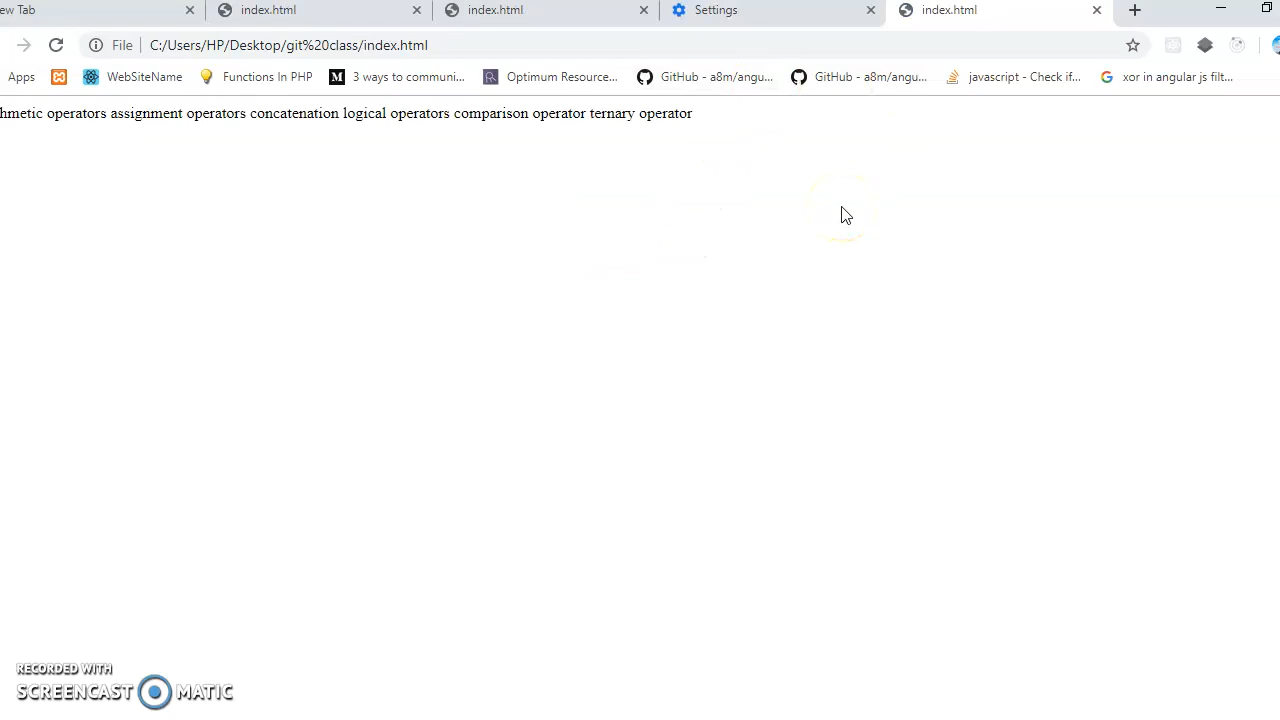 ew Tab index.html index.html Settings index.html
File C:/Users/HP/Desktop/git%20class/index.html
Apps WebSiteName Functions In PHP 3 ways to communi... Optimum Resource... GitHub - a8m/angu... GitHub - a8m/angu... javascript - Check if... xor in angular js filt...
hmetic operators assignment operators concatenation logical operators comparison operator ternary operator
RECORDED WITH
SCREENCAST MATIC